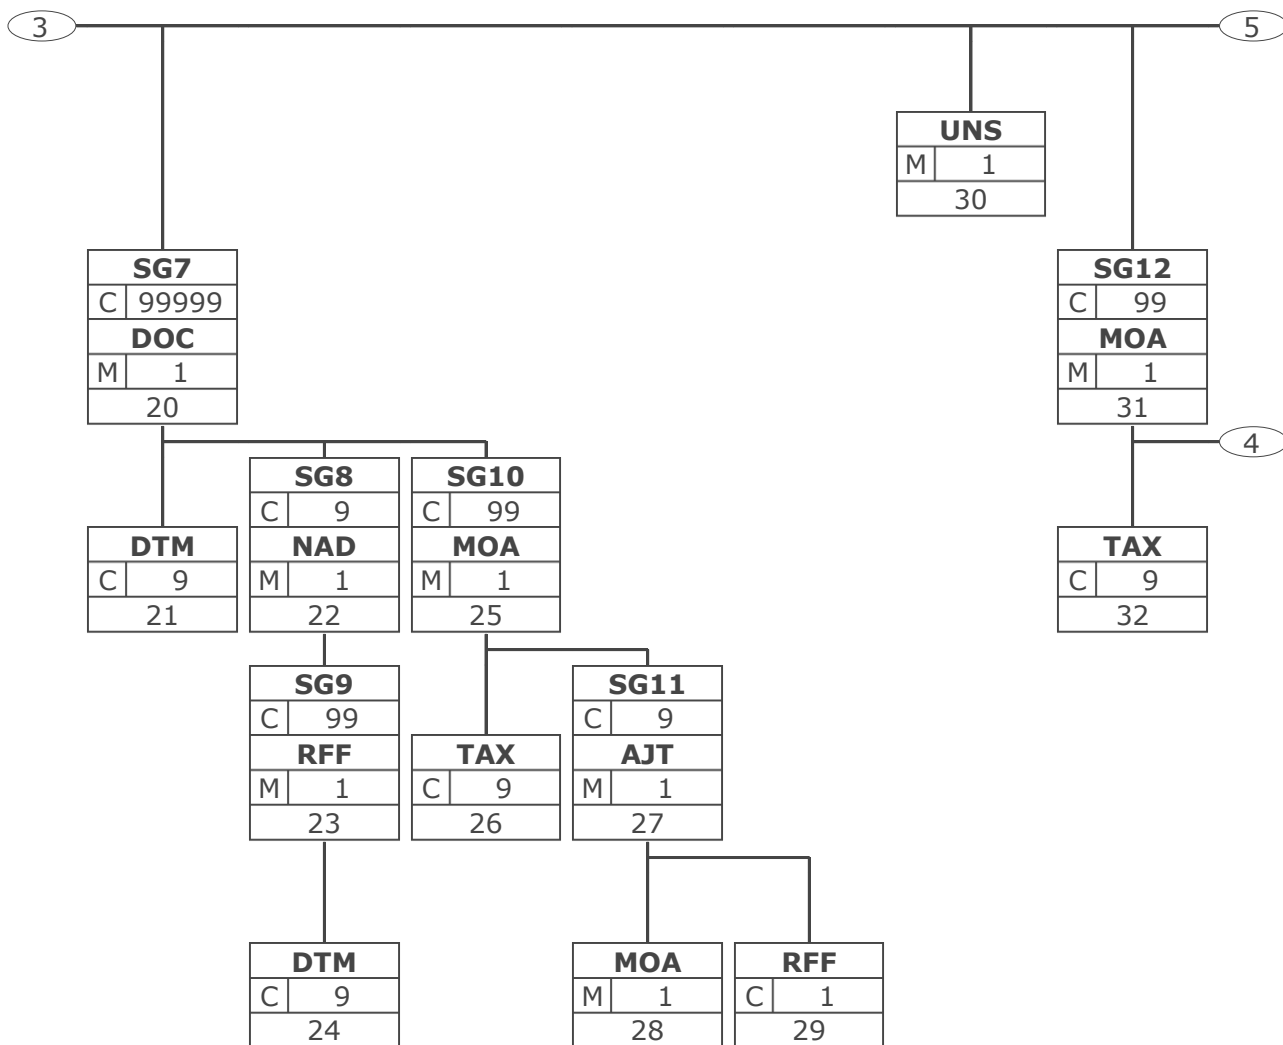 3
5
UNS
M 1
30
SG7
C 99999
DOC
M 1
20
SG12
C 99
MOA
M 1
31
4
SG8
C 9
NAD
M 1
22
SG10
C 99
MOA
M 1
25
DTM
C 9
21
TAX
C 9
32
SG9
C 99
RFF
M 1
23
SG11
C 9
AJT
M 1
27
TAX
C 9
26
DTM
C 9
24
MOA
M 1
28
RFF
C 1
29